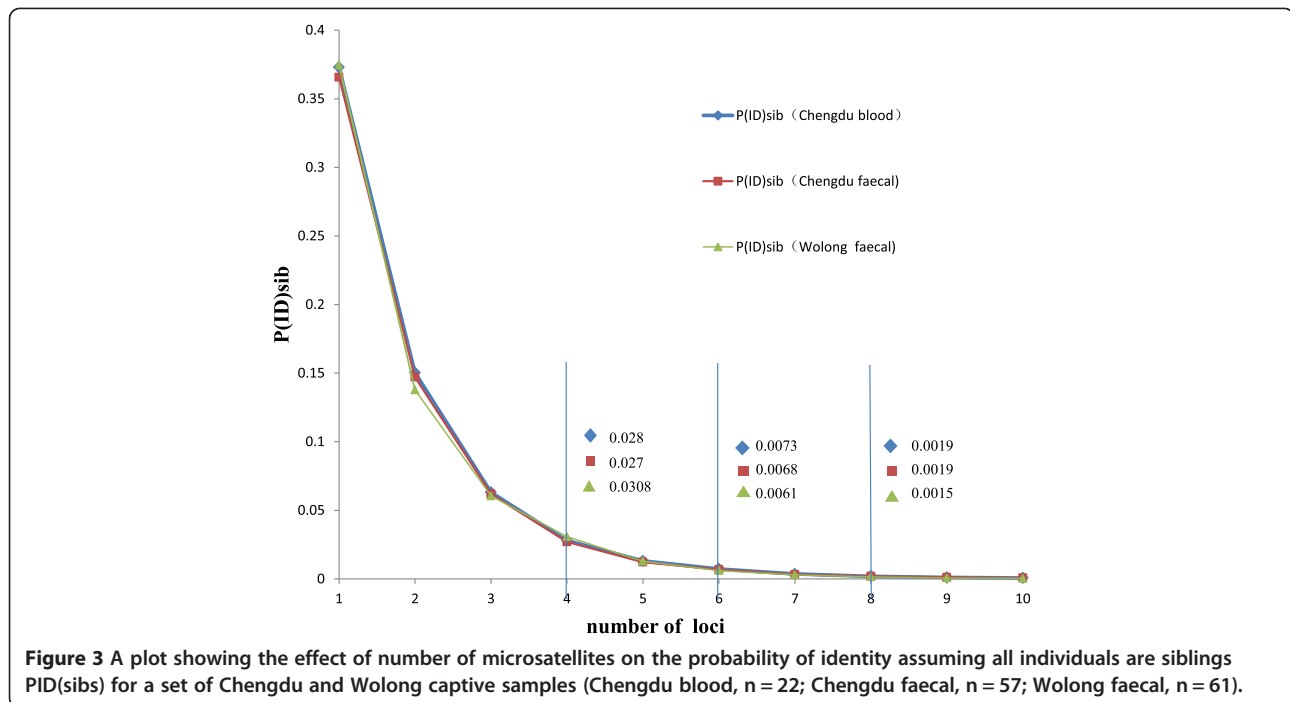 0.4
0.35
0.3
0.25
0.2
0.15
0.1
0.05
0
P(ID)sib
P(ID)sib（Chengdu blood）
P(ID)sib（Chengdu faecal)
P(ID)sib（Wolong faecal)
0.028
0.027
0.0308
0.0073
0.0068
0.0061
0.0019
0.0019
0.0015
1 2 3 4 5 6 7 8 9 10
number of loci
Figure 3 A plot showing the effect of number of microsatellites on the probability of identity assuming all individuals are siblings
PID(sibs) for a set of Chengdu and Wolong captive samples (Chengdu blood, n = 22; Chengdu faecal, n = 57; Wolong faecal, n = 61).